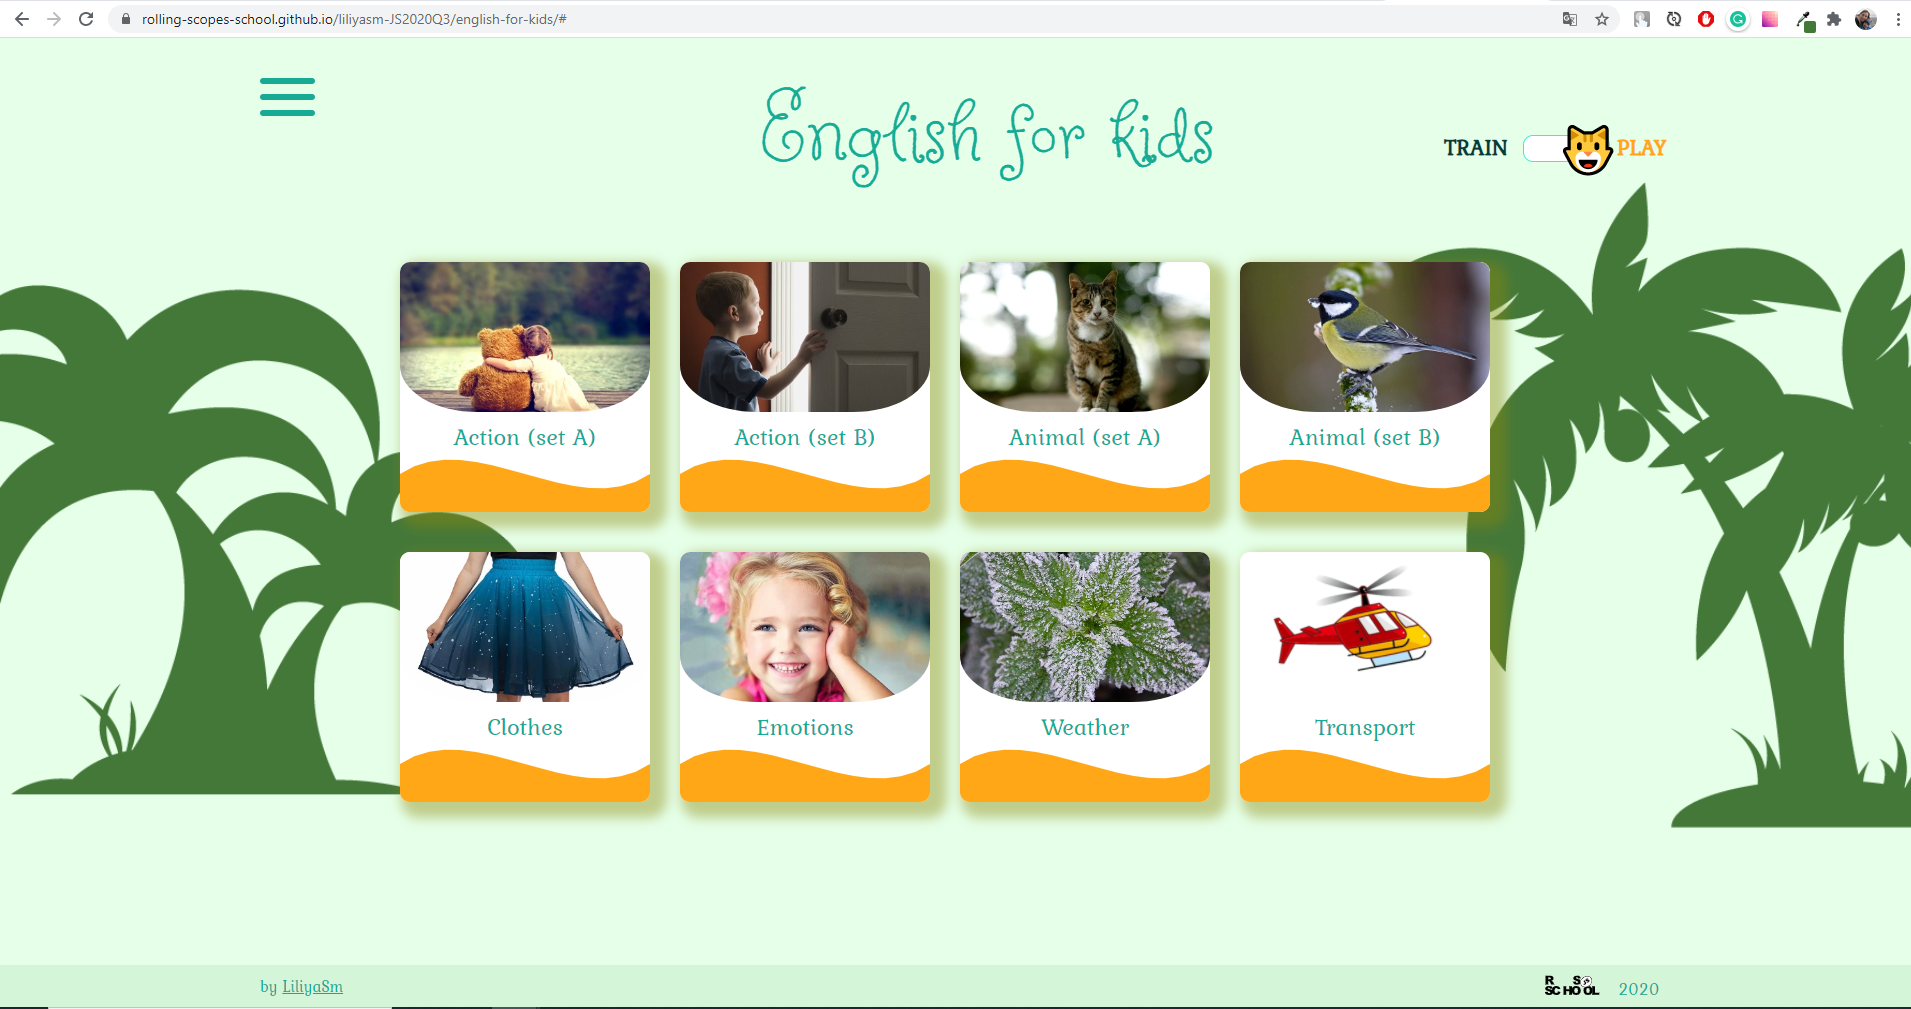 rolling-scopes-school.github.io/liliyasm-JS2020Q3/english-for-kids/#
English for kids
TRAIN PLAY
Action (set A)
Action (set B)
Animal (set A)
Animal (set B)
Clothes
Emotions
Weather
Transport
by LiliyaSm
RS SCHOOL
2020